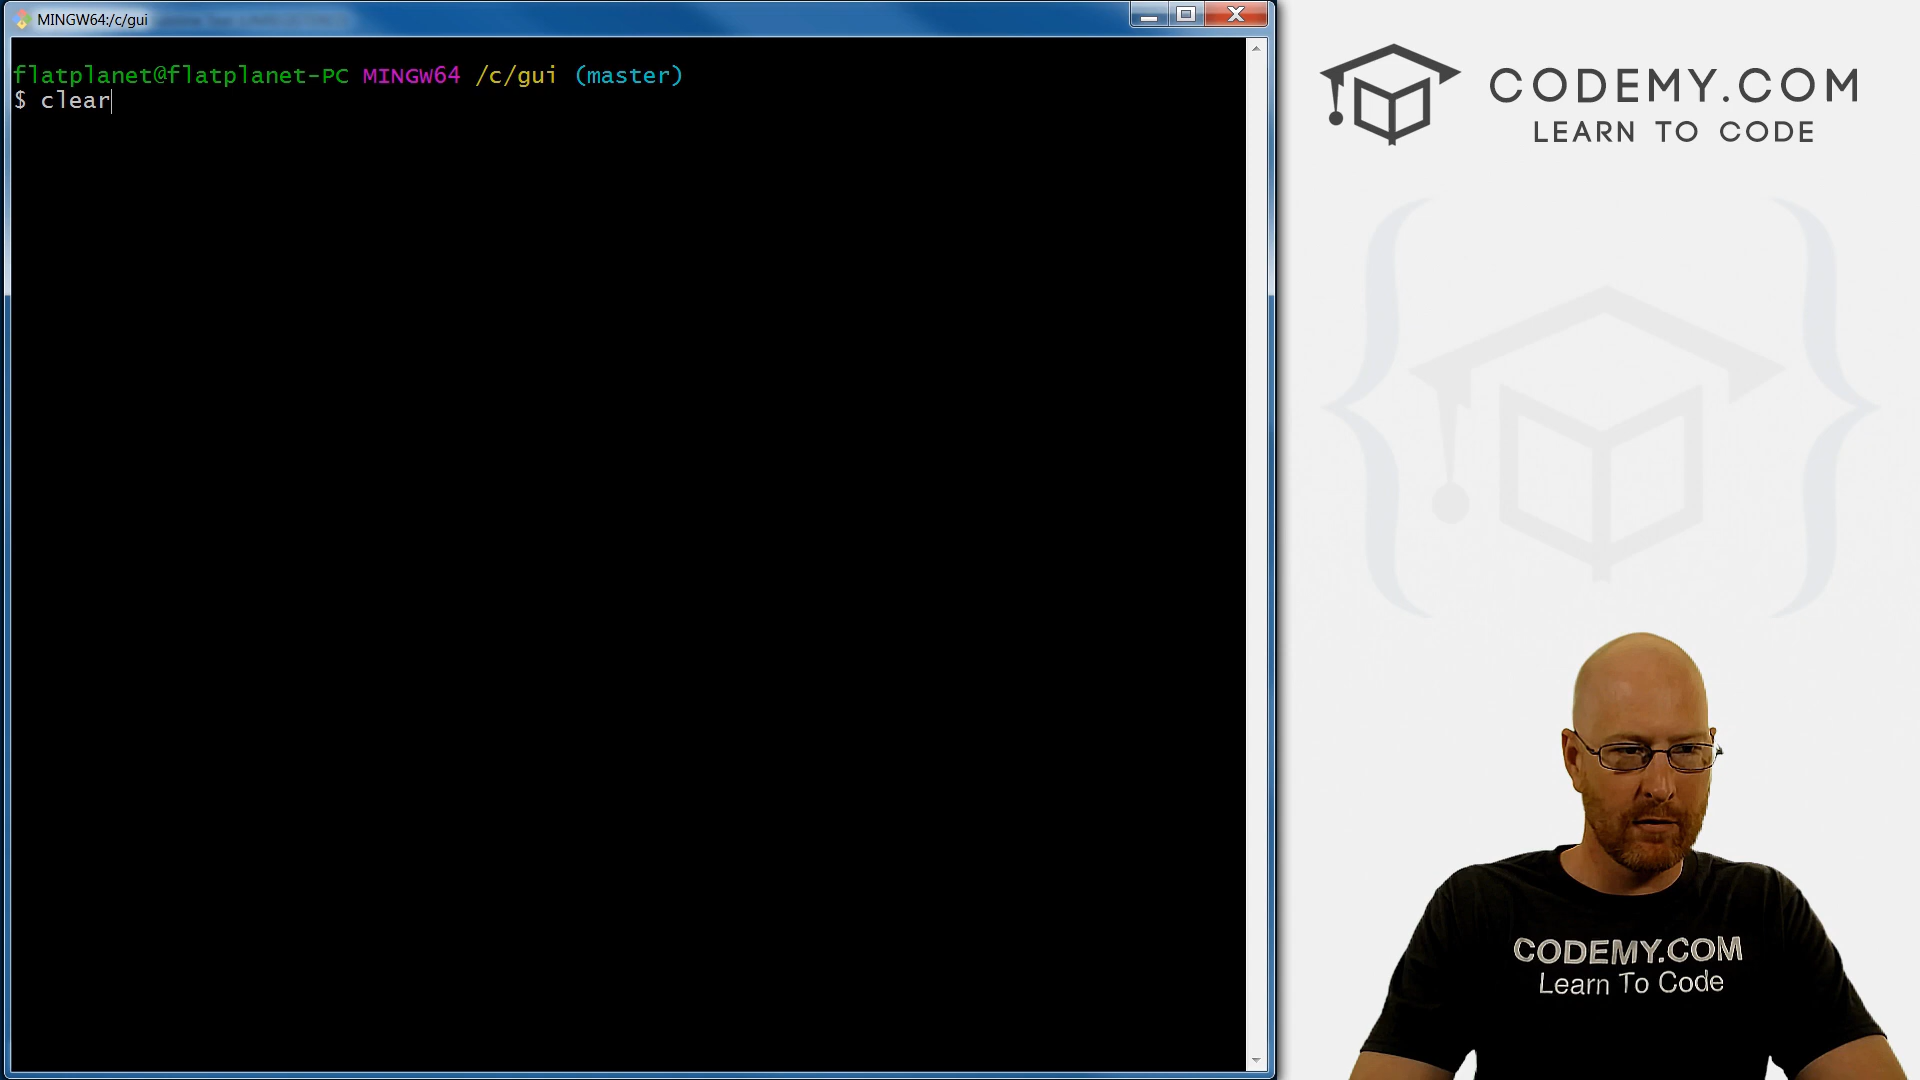 MINGW64:/c/gui
flatplanet@flatplanet-PC MINGW64 /c/gui (master)
$ clear
CODEMY.COM
LEARN TO CODE
CODEMY.COM
Learn To Code